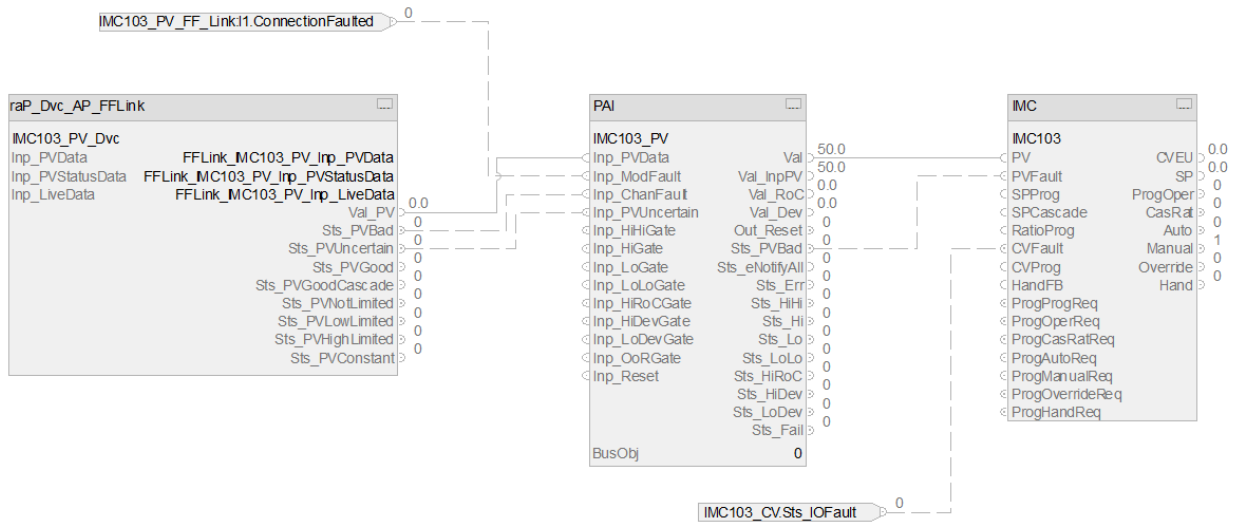 IMC103_PV_FF_Link:I1.ConnectionFaulted
0
raP_Dvc_AP_FFLink
...
IMC103_PV_Dvc
Inp_PVData FFLink_IMC103_PV_Inp_PVData
Inp_PVStatusData FFLink_IMC103_PV_Inp_PVStatusData
Inp_LiveData FFLink_IMC103_PV_Inp_LiveData
Val_PV 0.0
Sts_PVBad 0
Sts_PVUncertain 0
Sts_PVGood 0
Sts_PVGoodCascade 0
Sts_PVNotLimited 0
Sts_PVLowLimited 0
Sts_PVHighLimited 0
Sts_PVConstant 0
PAI
...
IMC103_PV
Inp_PVData Val 50.0
Inp_ModFault Val_InpPV 50.0
Inp_ChanFault Val_RoC 0.0
Inp_PVUncertain Val_Dev 0.0
Inp_HiHiGate Out_Reset 0
Inp_HiGate Sts_PVBad 0
Inp_LoGate Sts_eNotifyAll 0
Inp_LoLoGate Sts_Err 0
Inp_HiRoCGate Sts_HiHi 0
Inp_HiDevGate Sts_Hi 0
Inp_LoDevGate Sts_Lo 0
Inp_OoRGate Sts_LoLo 0
Inp_Reset Sts_HiRoC 0
Sts_HiDev 0
Sts_LoDev 0
Sts_Fail 0
BusObj 0
IMC
...
IMC103
PV CVEU 0.0
PVFault SP 0.0
SPProg ProgOper 0
SPCascade CasRat 0
RatioProg Auto 0
CVFault Manual 1
CVProg Override 0
HandFB Hand 0
ProgProgReq
ProgOperReq
ProgCasRatReq
ProgAutoReq
ProgManualReq
ProgOverrideReq
ProgHandReq
IMC103_CV.Sts_IOFault
0